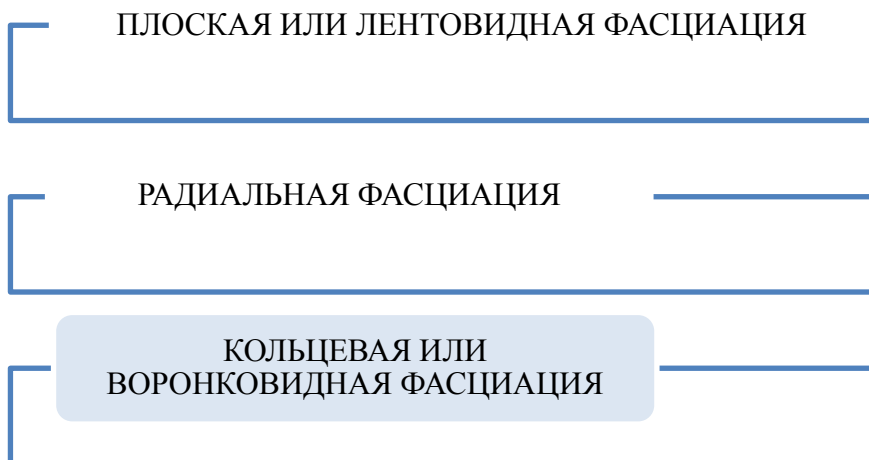 ПЛОСКАЯ ИЛИ ЛЕНТОВИДНАЯ ФАСЦИАЦИЯ
РАДИАЛЬНАЯ ФАСЦИАЦИЯ
КОЛЬЦЕВАЯ ИЛИ
ВОРОНКОВИДНАЯ ФАСЦИАЦИЯ